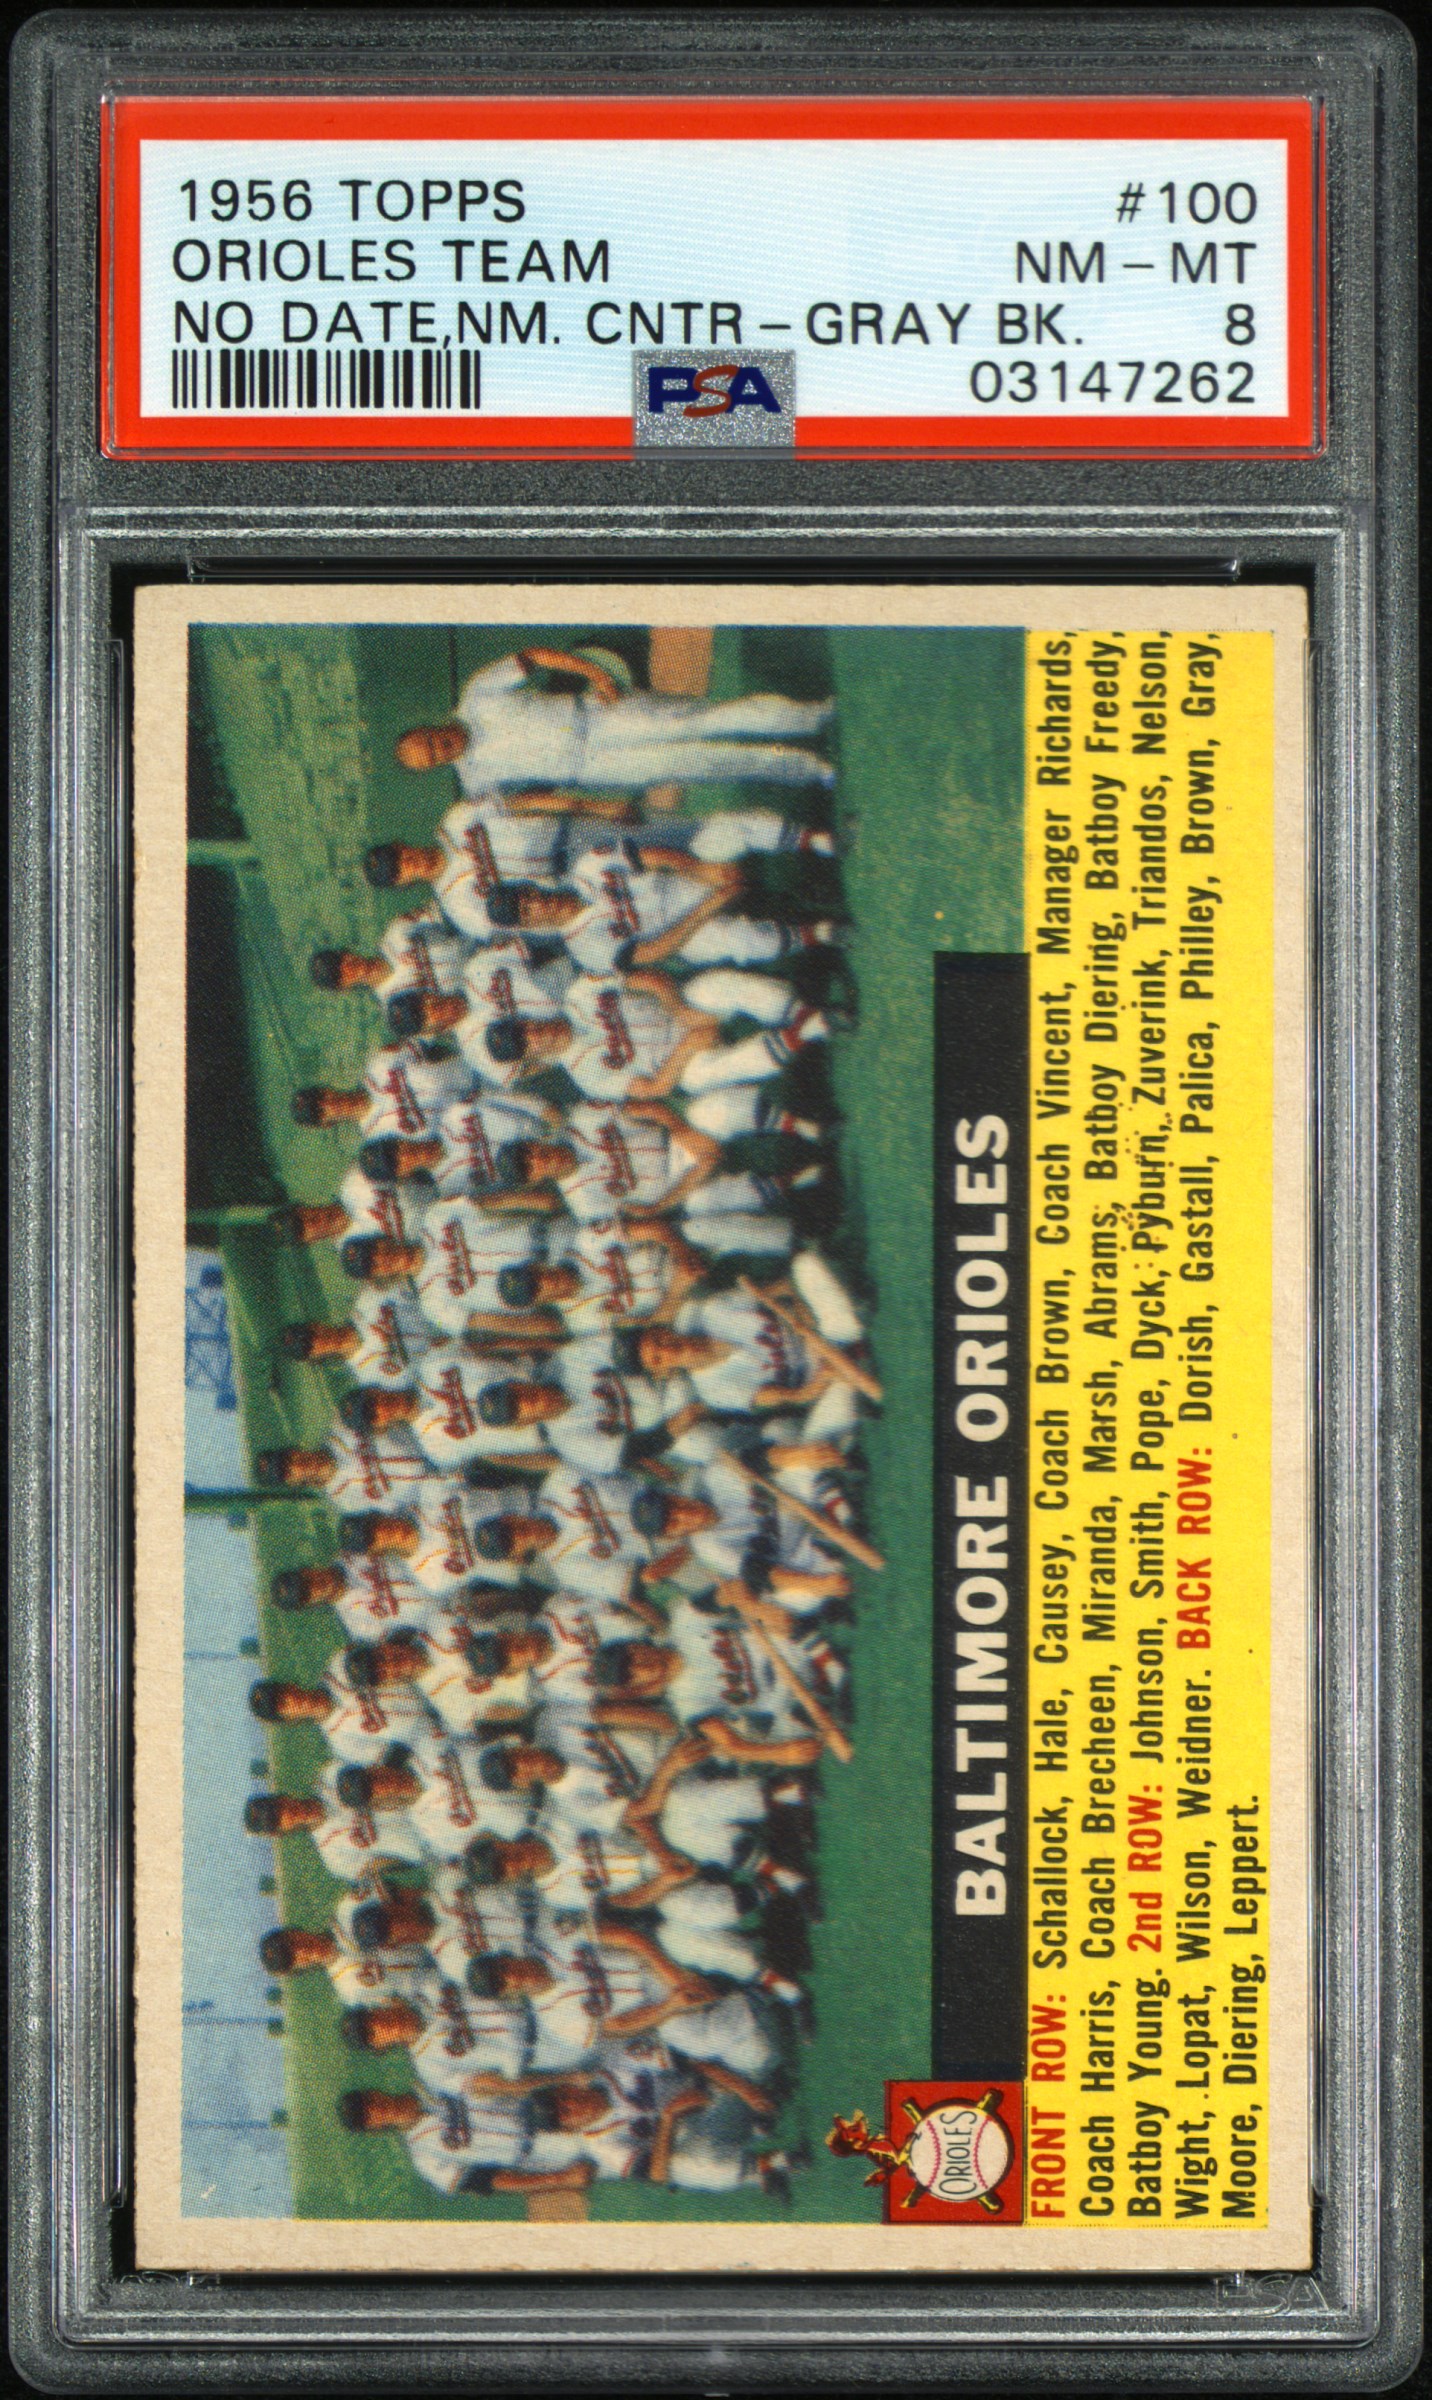 1956 TOPPS #100
ORIOLES TEAM NM - MT
NO DATE,NM. CNTR - GRAY BK. 8
PSA 03147262
BALTIMORE ORIOLES
ORIOLES
FRONT ROW: Schallock, Hale, Causey, Coach Brown, Coach Vincent, Manager Richards,
Coach Harris, Coach Brecheen, Miranda, Marsh, Abrams, Batboy Diering, Batboy Freedy,
Batboy Young. 2nd ROW: Johnson, Smith, Pope, Dyck, Pyburn, Zuverink, Triandos, Nelson,
Wight, Lopat, Wilson, Weidner. BACK ROW: Dorish, Gastall, Palica, Philley, Brown, Gray,
Moore, Diering, Leppert.
PSA